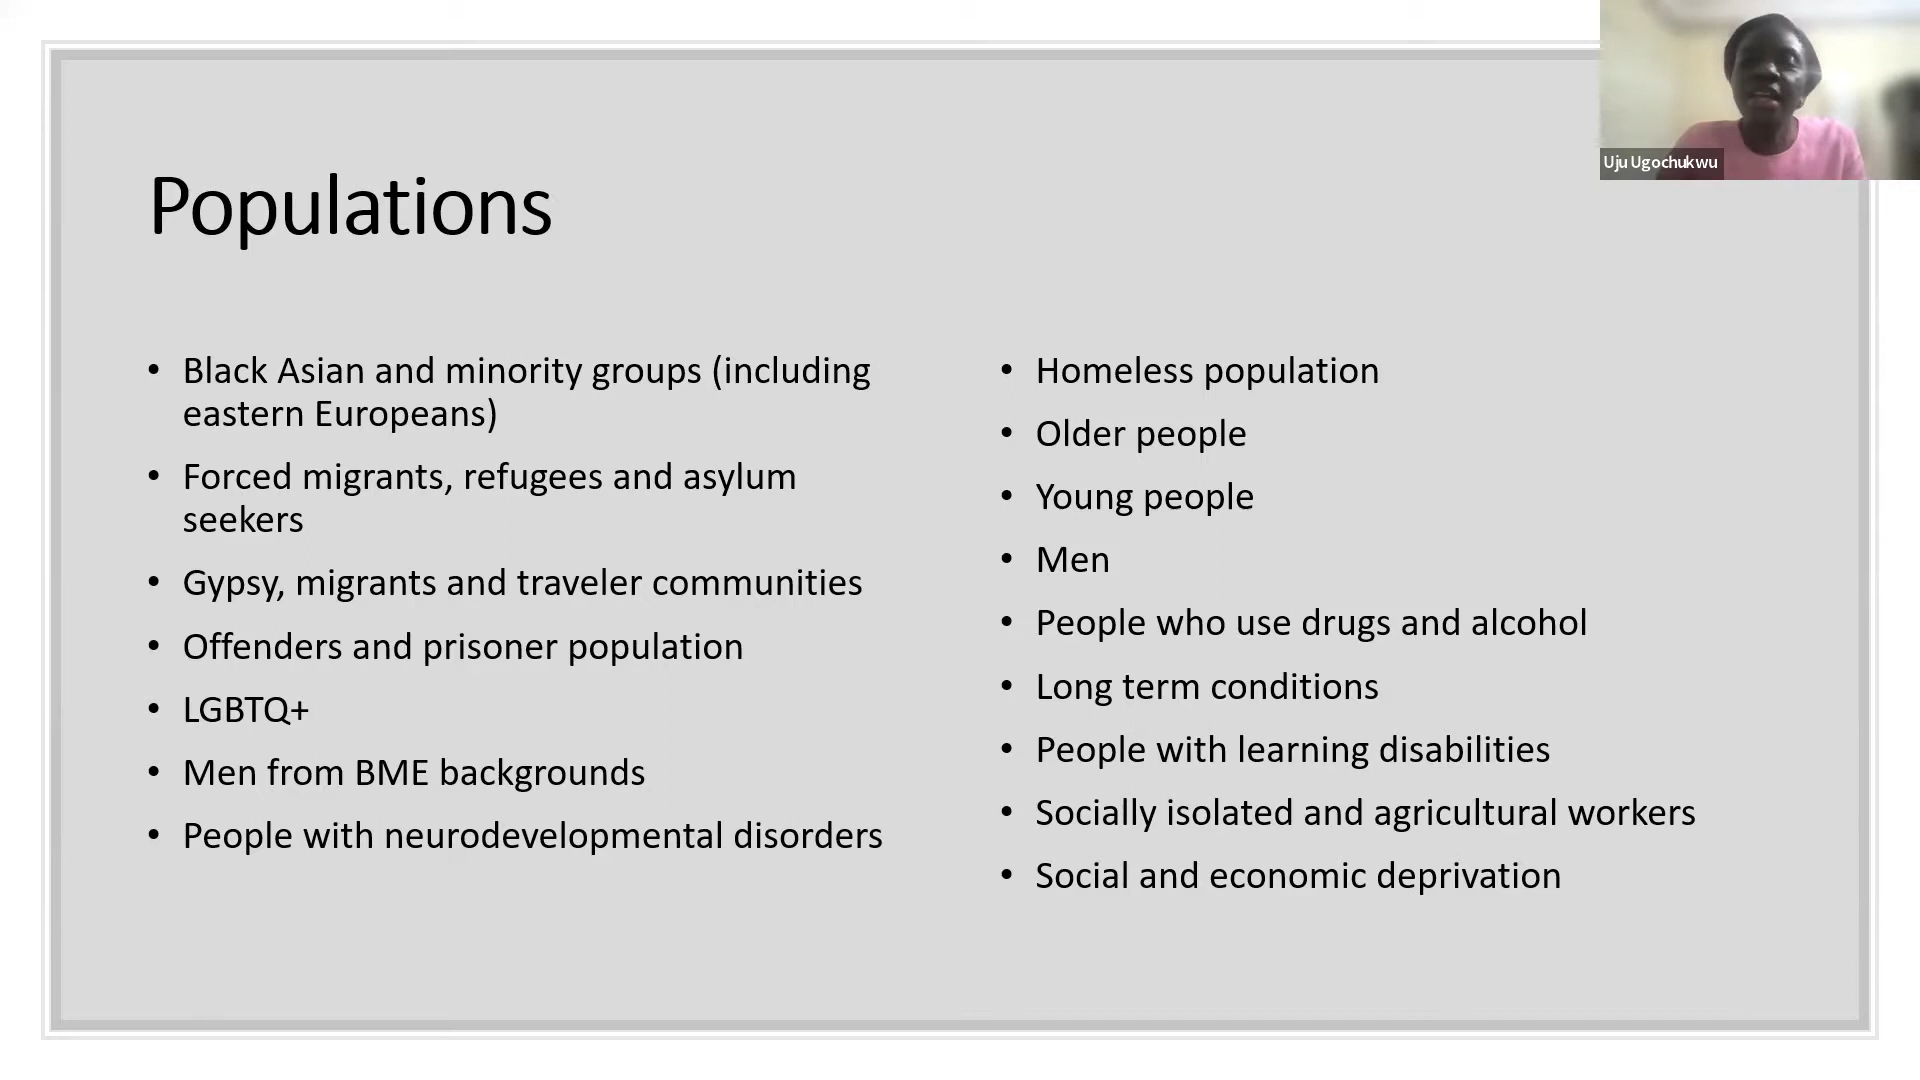 Uju Ugochukwu
Populations
• Black Asian and minority groups (including
eastern Europeans)
• Forced migrants, refugees and asylum
seekers
• Gypsy, migrants and traveler communities
• Offenders and prisoner population
• LGBTQ+
• Men from BME backgrounds
• People with neurodevelopmental disorders
• Homeless population
• Older people
• Young people
• Men
• People who use drugs and alcohol
• Long term conditions
• People with learning disabilities
• Socially isolated and agricultural workers
• Social and economic deprivation